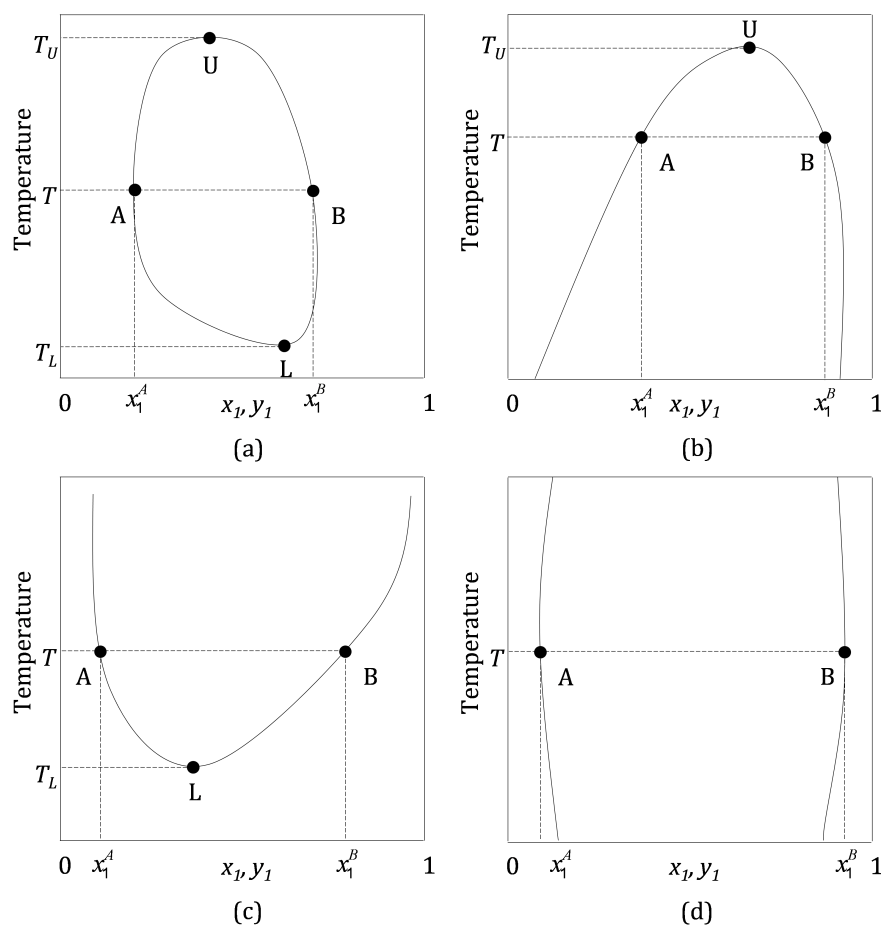 T_U
U
Temperature
T
A
B
T_L
L
0
x_1^A
x_1, y_1
x_1^B
1
(a)
T_U
U
Temperature
T
A
B
0
x_1^A
x_1, y_1
x_1^B
1
(b)
Temperature
T
A
B
T_L
L
0
x_1^A
x_1, y_1
x_1^B
1
(c)
Temperature
T
A
B
0
x_1^A
x_1, y_1
x_1^B
1
(d)